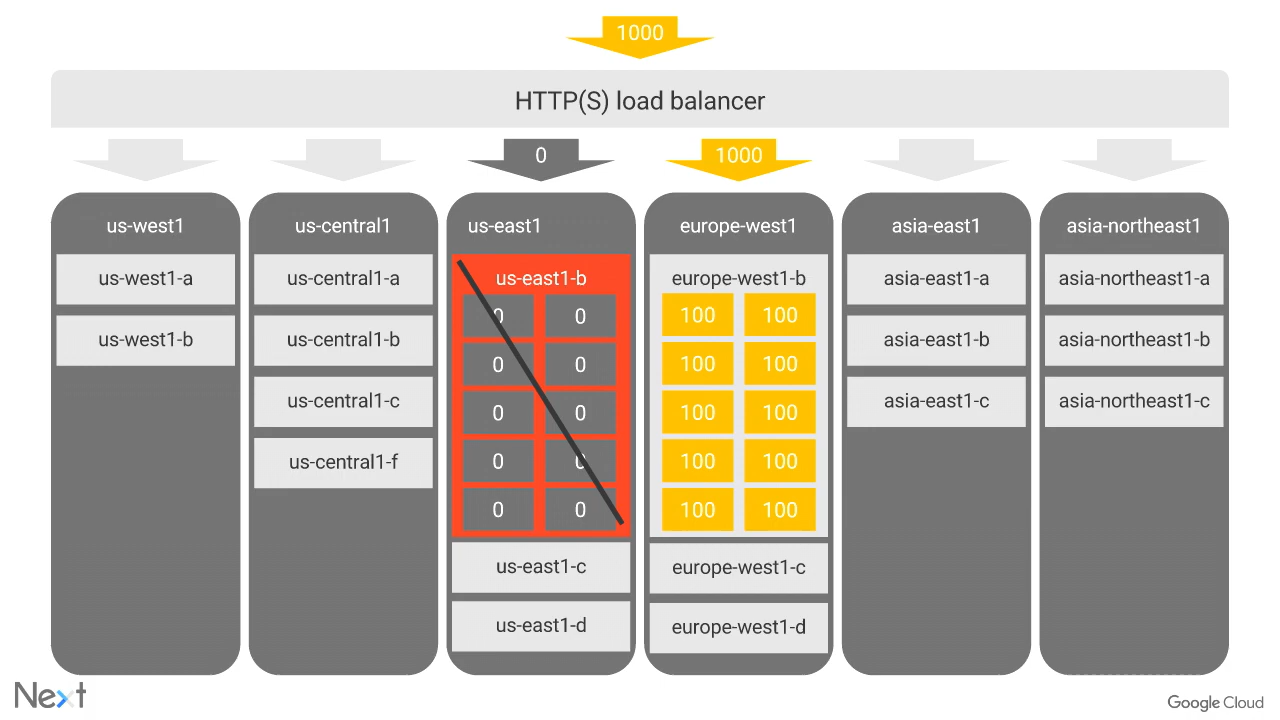 1000
HTTP(S) load balancer
0
1000
us-west1
us-west1-a
us-west1-b
us-central1
us-central1-a
us-central1-b
us-central1-c
us-central1-f
us-east1
us-east1-b
0 0
0 0
0 0
0 0
0 0
us-east1-c
us-east1-d
europe-west1
europe-west1-b
100 100
100 100
100 100
100 100
100 100
europe-west1-c
europe-west1-d
asia-east1
asia-east1-a
asia-east1-b
asia-east1-c
asia-northeast1
asia-northeast1-a
asia-northeast1-b
asia-northeast1-c
Next
Google Cloud